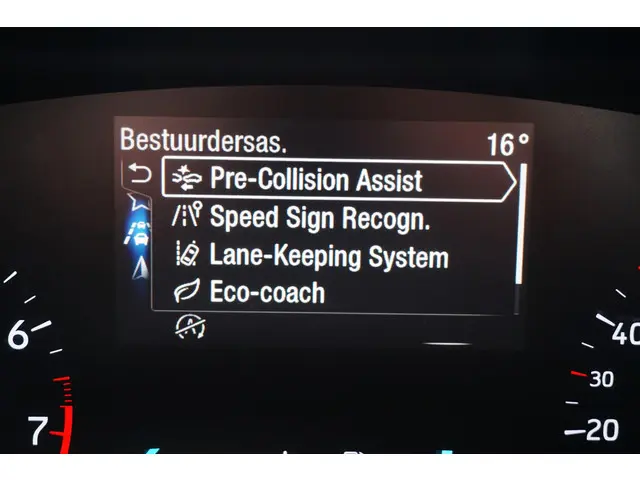 Bestuurdersas. 16°
Pre-Collision Assist
Speed Sign Recogn.
Lane-Keeping System
Eco-coach
A
6
7
40
30
20